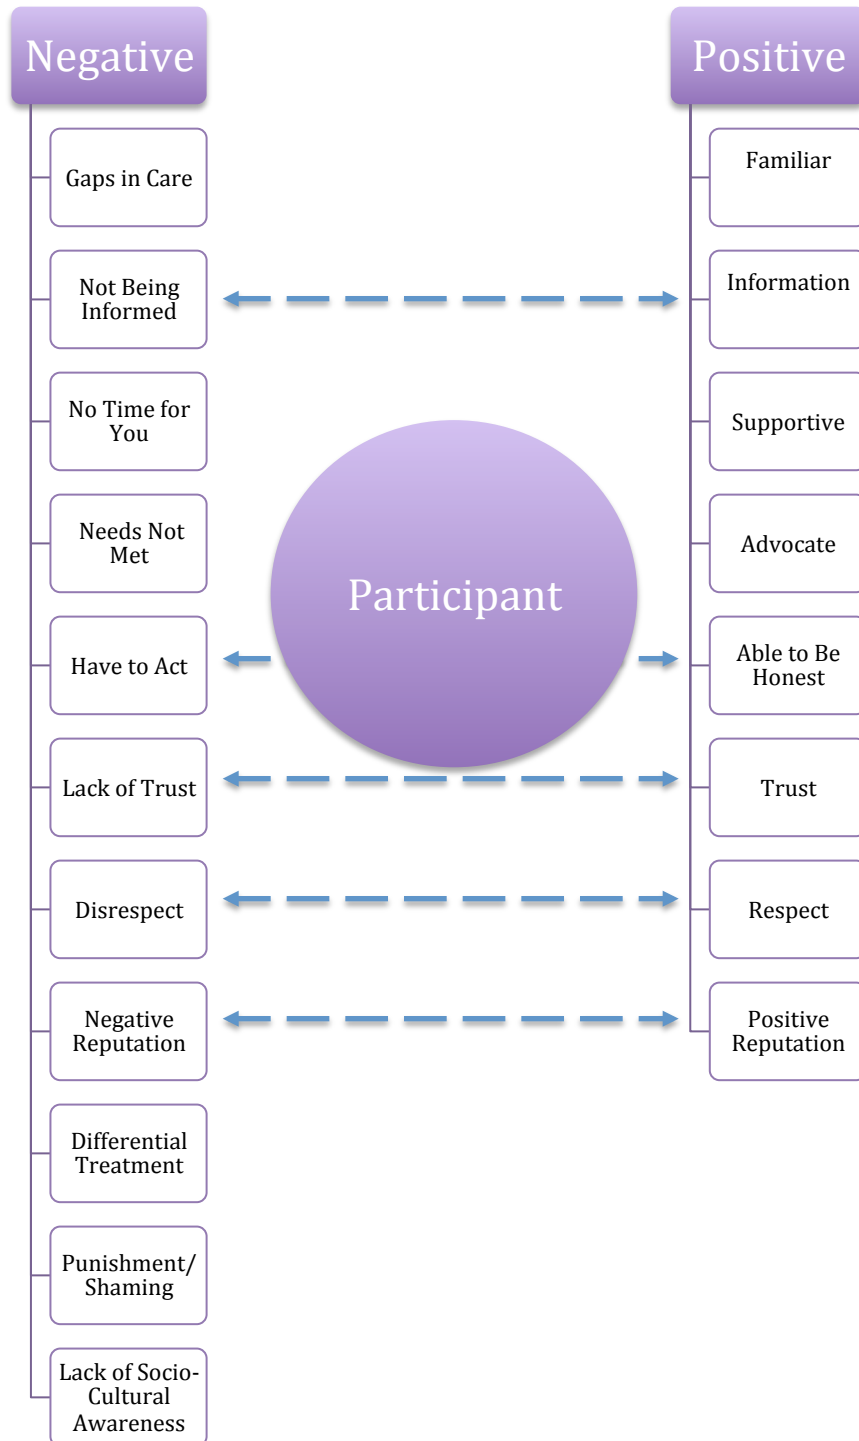 Negative
Gaps in Care
Not Being
Informed
No Time for
You
Needs Not
Met
Have to Act
Lack of Trust
Disrespect
Negative
Reputation
Differential
Treatment
Punishment/
Shaming
Lack of Socio-
Cultural
Awareness
Participant
Positive
Familiar
Information
Supportive
Advocate
Able to Be
Honest
Trust
Respect
Positive
Reputation